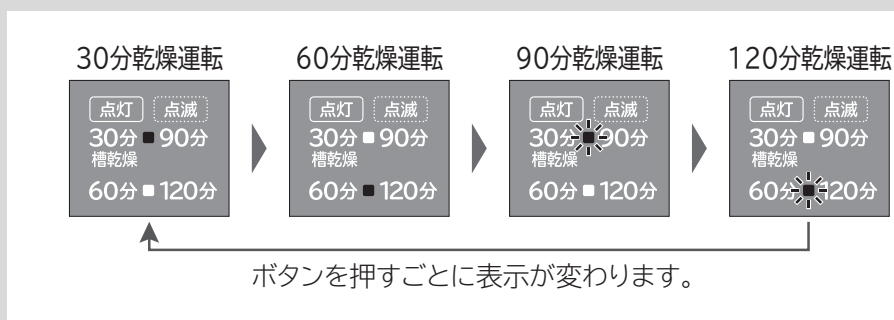 30分乾燥運転
点灯 点滅
30分 90分
槽乾燥
60分 120分
60分乾燥運転
点灯 点滅
30分 90分
槽乾燥
60分 120分
90分乾燥運転
点灯 点滅
30分 90分
槽乾燥
60分 120分
120分乾燥運転
点灯 点滅
30分 90分
槽乾燥
60分 120分
ボタンを押すごとに表示が変わります。